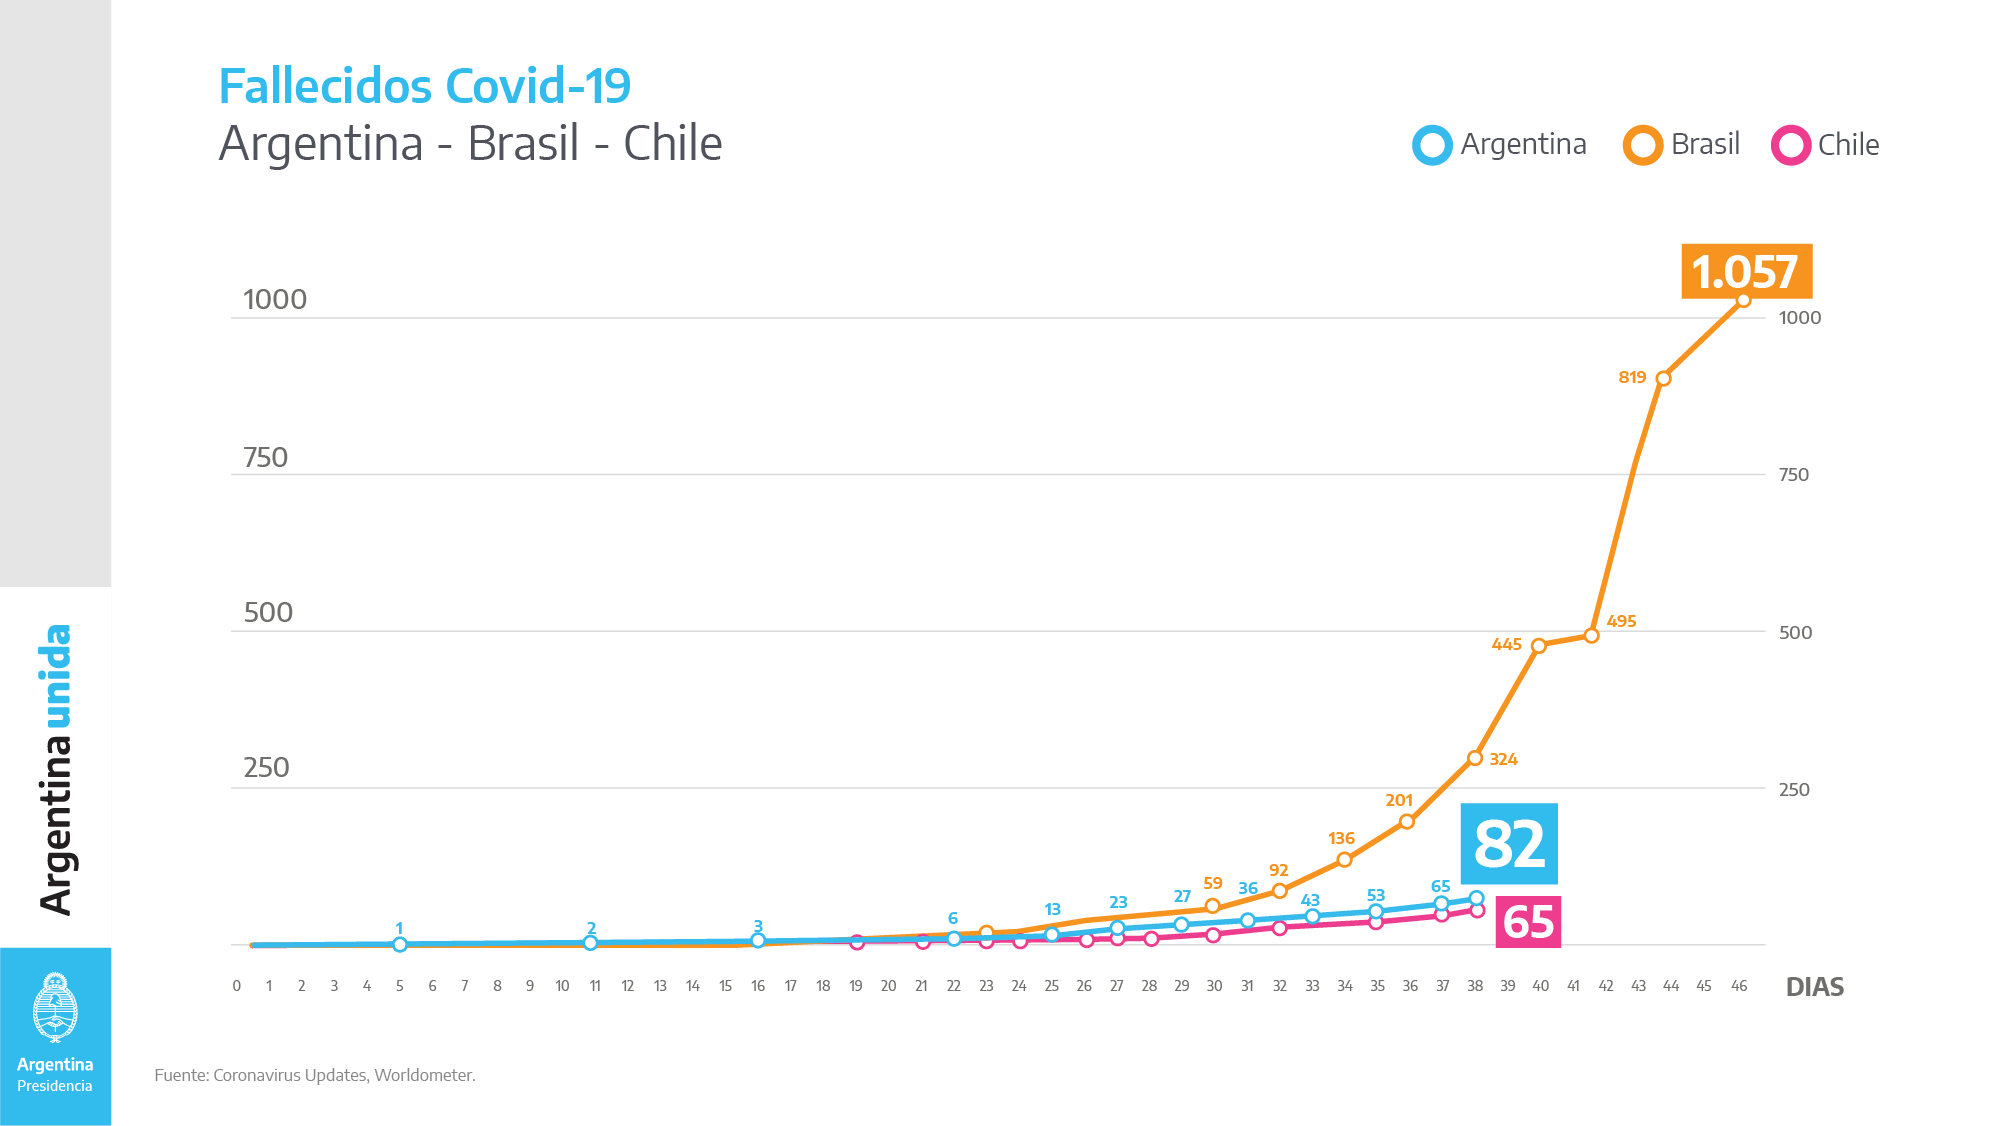 Fallecidos Covid-19
Argentina - Brasil - Chile
Argentina
Brasil
Chile
1.057
1000
1000
819
750
750
500
495
500
445
250
324
250
201
136
82
92
59
36
65
27
53
43
23
13
6
3
2
1
65
0 1 2 3 4 5 6 7 8 9 10 11 12 13 14 15 16 17 18 19 20 21 22 23 24 25 26 27 28 29 30 31 32 33 34 35 36 37 38 39 40 41 42 43 44 45 46
DIAS
Fuente: Coronavirus Updates, Worldometer.
Argentina unida
Argentina
Presidencia